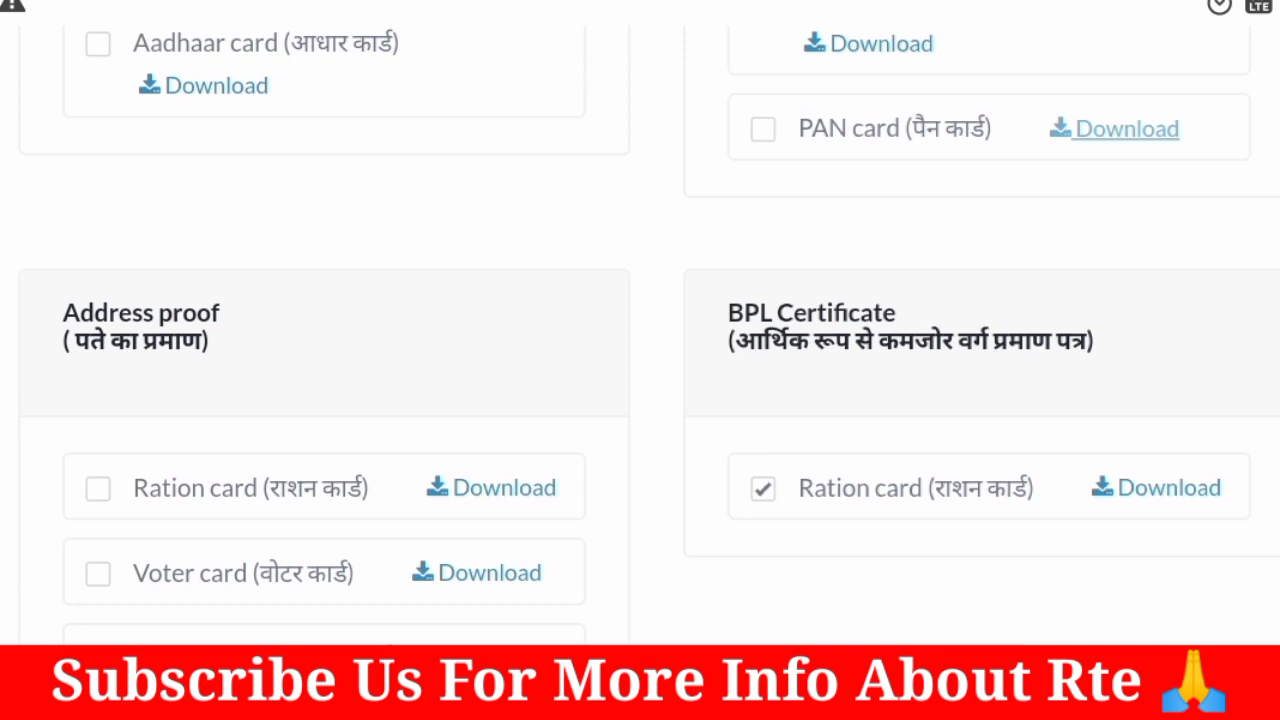 LTE
Aadhaar card (आधार कार्ड)
Download
Download
PAN card (पैन कार्ड) Download
Address proof
( पते का प्रमाण)
Ration card (राशन कार्ड) Download
Voter card (वोटर कार्ड) Download
BPL Certificate
(आर्थिक रूप से कमजोर वर्ग प्रमाण पत्र)
Ration card (राशन कार्ड) Download
Subscribe Us For More Info About Rte 🙏